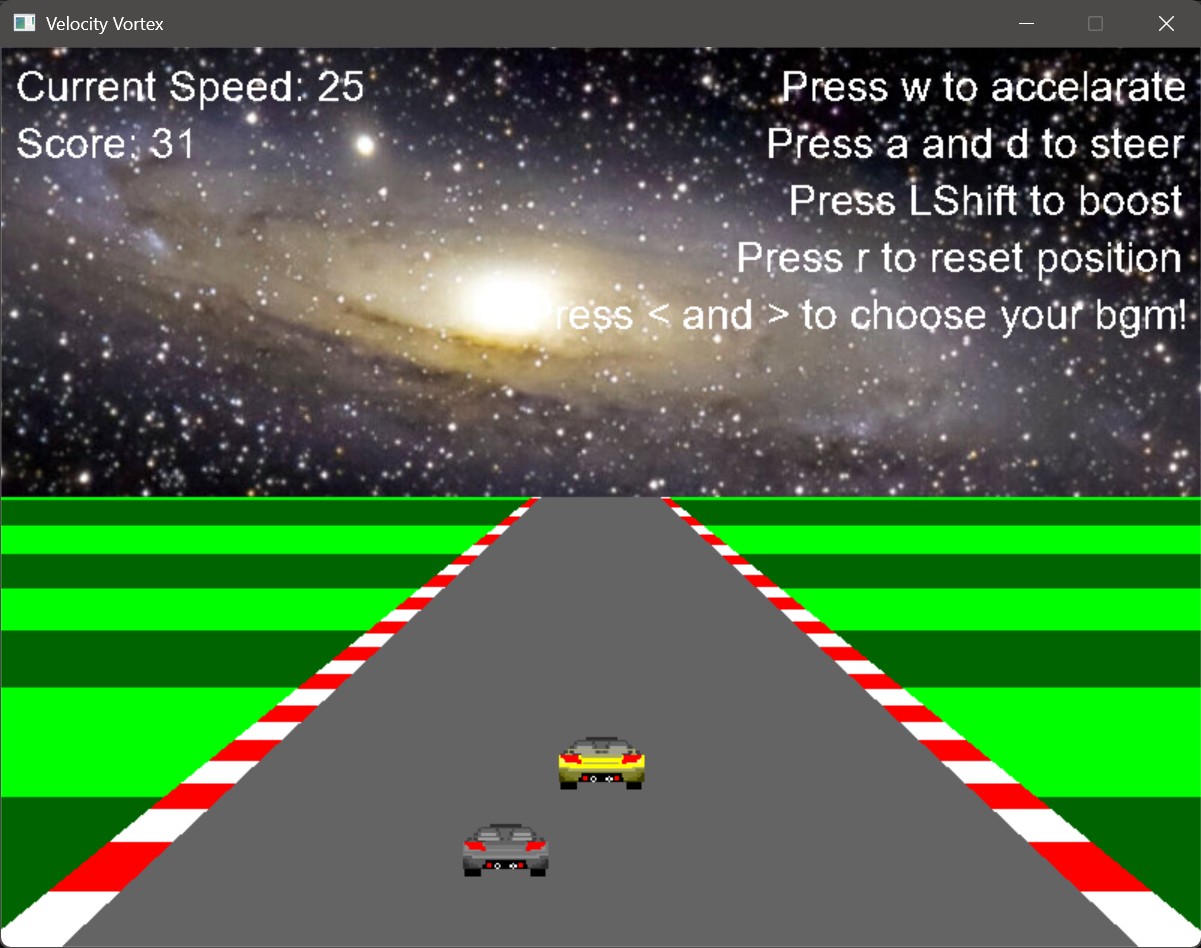 Velocity Vortex
Current Speed: 25
Score: 31
Press w to accelarate
Press a and d to steer
Press LShift to boost
Press r to reset position
ress < and > to choose your bgm!